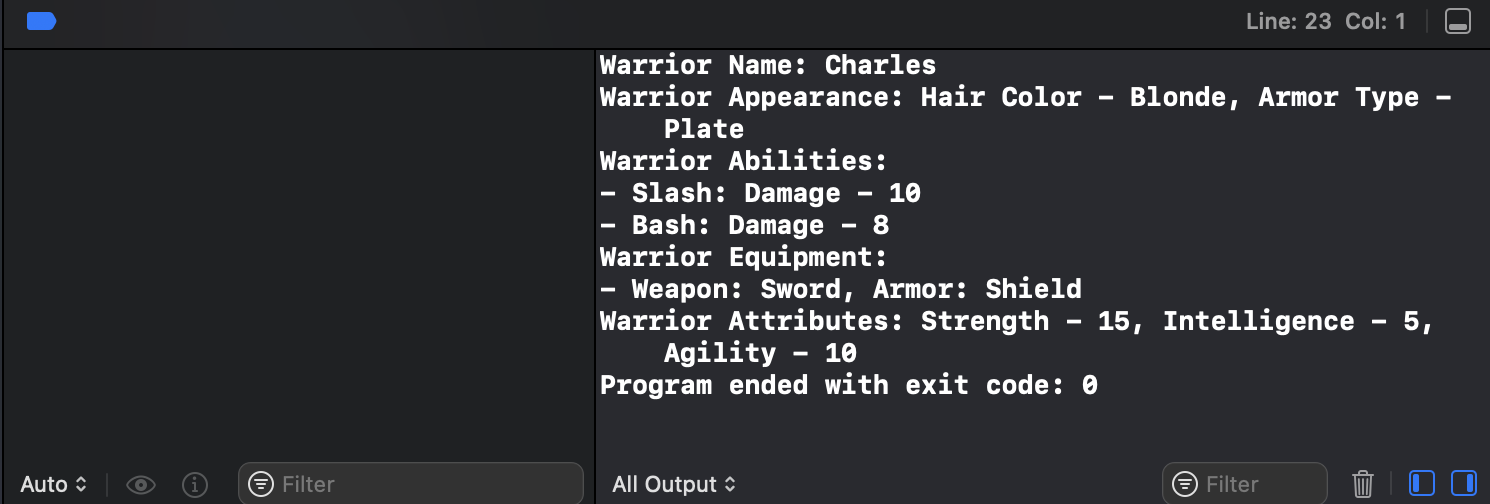 Line: 23 Col: 1
Warrior Name: Charles
Warrior Appearance: Hair Color - Blonde, Armor Type -
Plate
Warrior Abilities:
- Slash: Damage - 10
- Bash: Damage - 8
Warrior Equipment:
- Weapon: Sword, Armor: Shield
Warrior Attributes: Strength - 15, Intelligence - 5,
Agility - 10
Program ended with exit code: 0
Auto
Filter
All Output
Filter